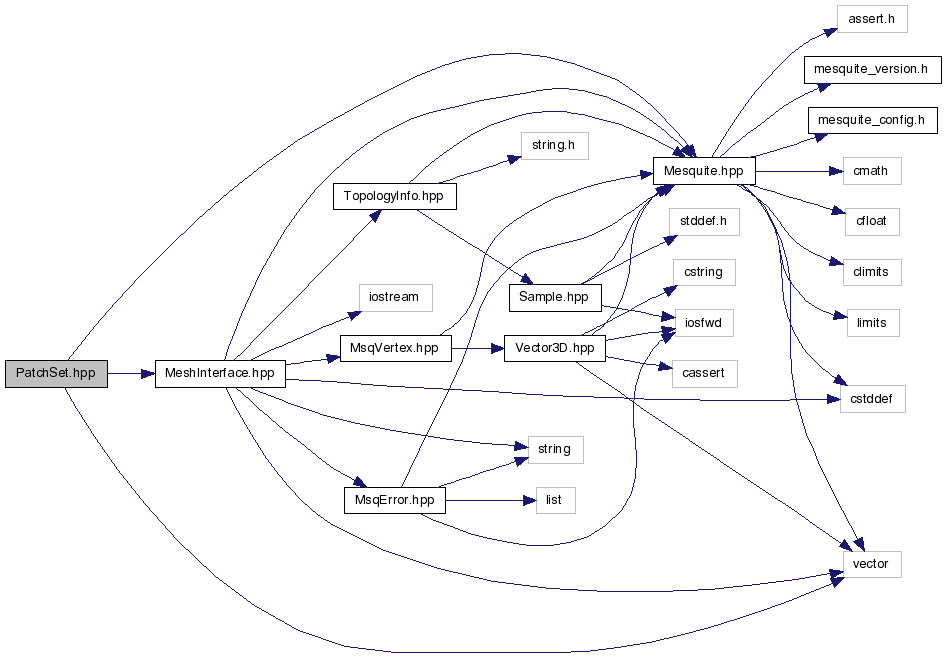 assert.h
mesquite_version.h
mesquite_config.h
string.h
Mesquite.hpp
cmath
TopologyInfo.hpp
stddef.h
cfloat
cstring
climits
iostream
Sample.hpp
iosfwd
limits
MsqVertex.hpp
Vector3D.hpp
PatchSet.hpp
MeshInterface.hpp
cassert
cstddef
string
MsqError.hpp
list
vector